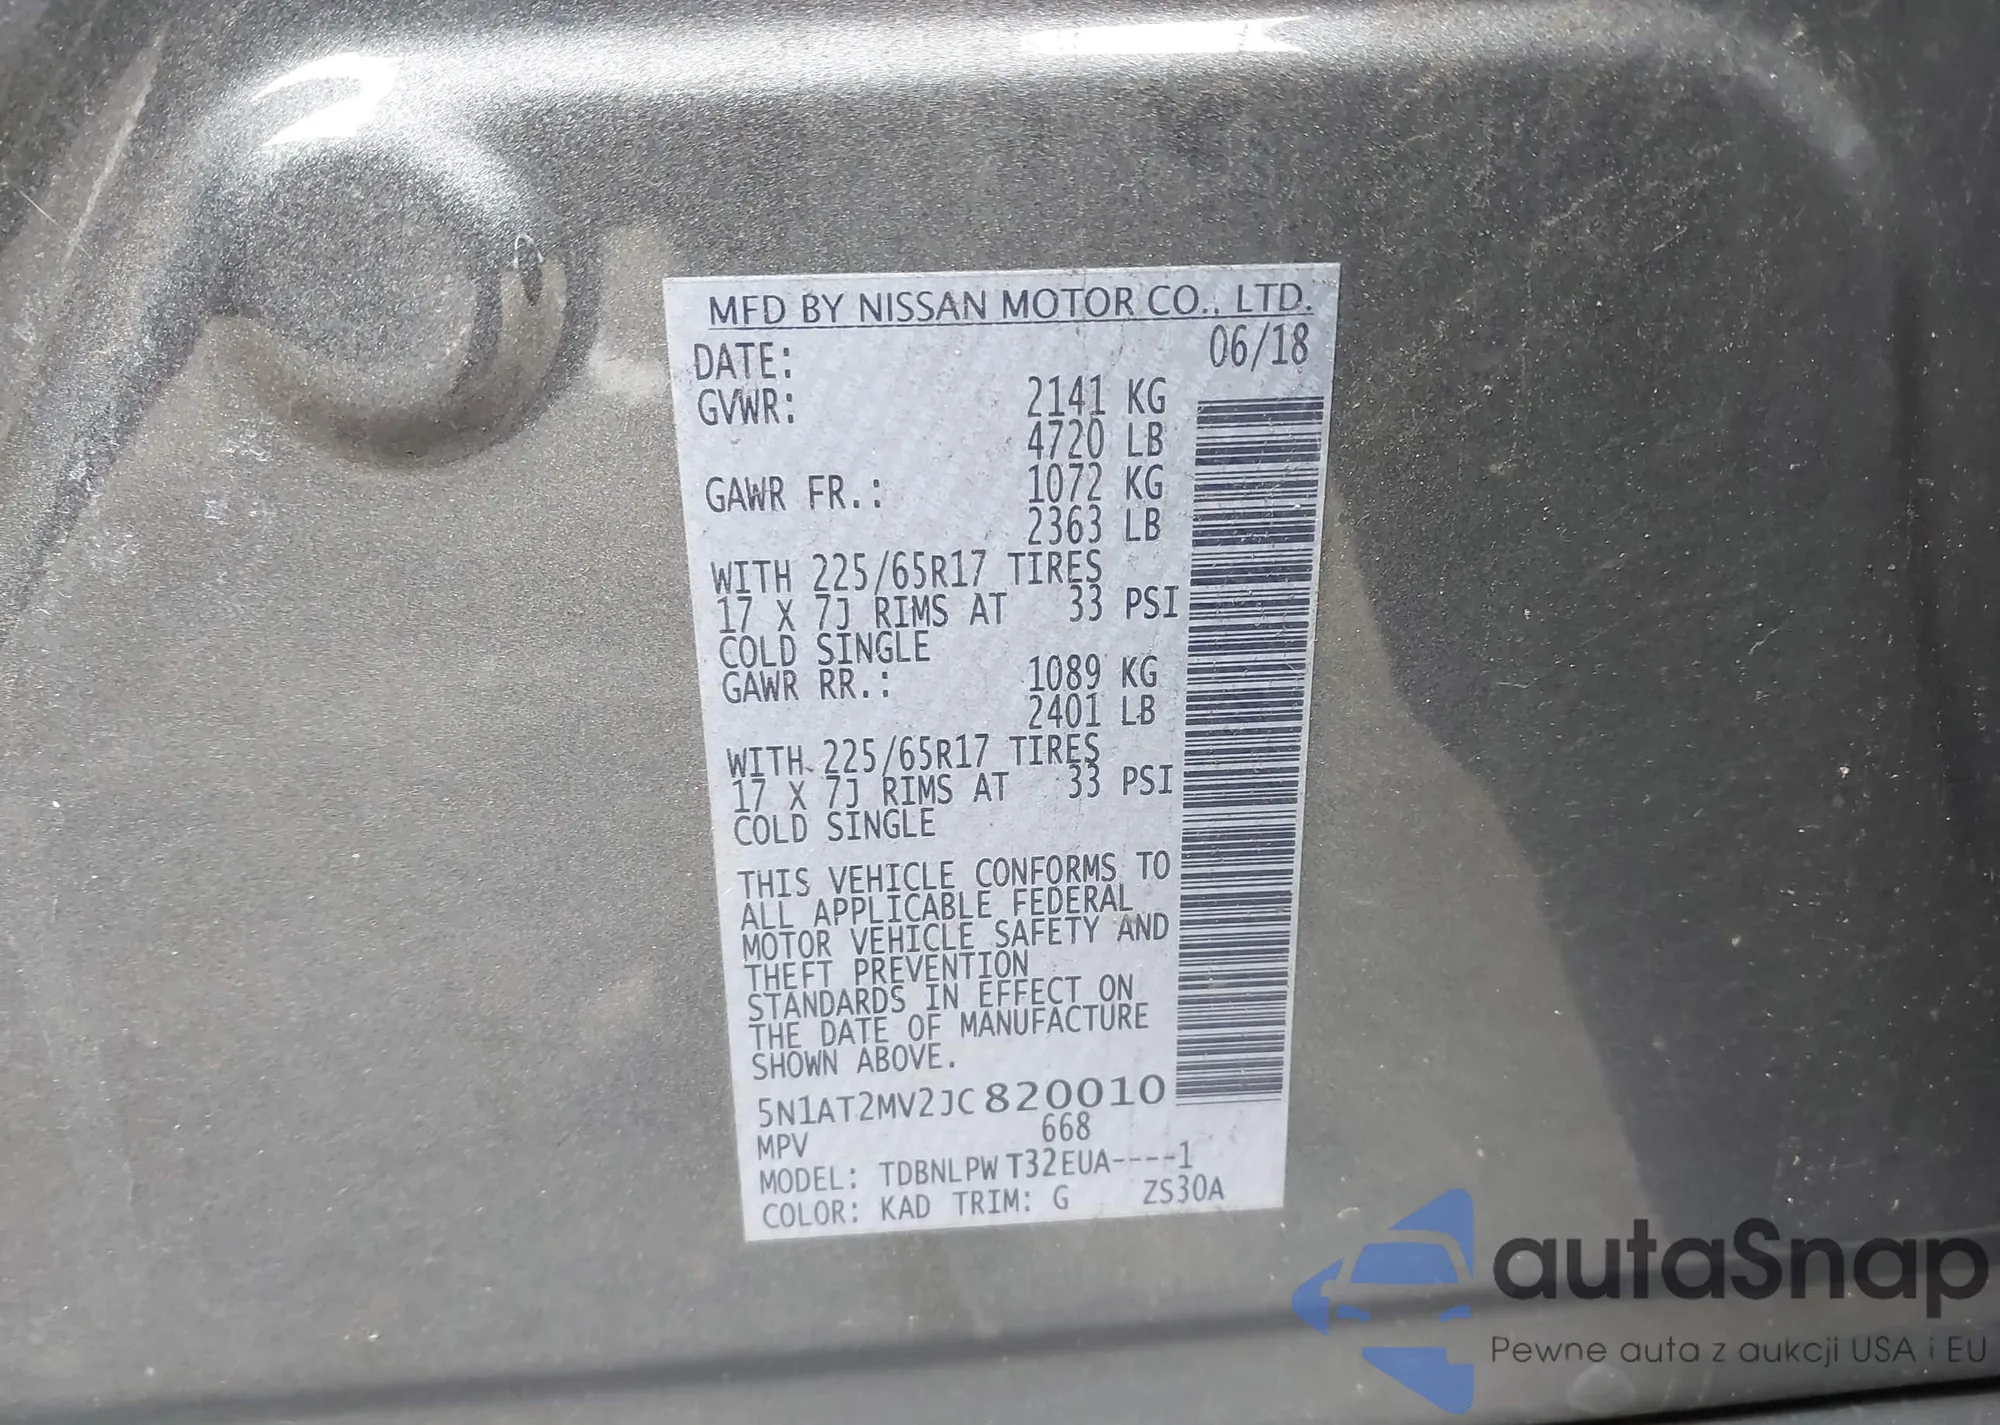 MFD BY NISSAN MOTOR CO., LTD.
DATE: 06/18
GVWR: 2141 KG
4720 LB
GAWR FR.: 1072 KG
2363 LB
WITH 225/65R17 TIRES
17 X 7J RIMS AT 33 PSI
COLD SINGLE
GAWR RR.: 1089 KG
2401 LB
WITH 225/65R17 TIRES
17 X 7J RIMS AT 33 PSI
COLD SINGLE
THIS VEHICLE CONFORMS TO
ALL APPLICABLE FEDERAL
MOTOR VEHICLE SAFETY AND
THEFT PREVENTION
STANDARDS IN EFFECT ON
THE DATE OF MANUFACTURE
SHOWN ABOVE.
5N1AT2MV2JC820010
MPV 668
MODEL: TDBNLPW T32EUA----1
COLOR: KAD TRIM: G ZS30A
autaSnap
Pewne auta z aukcji USA i EU